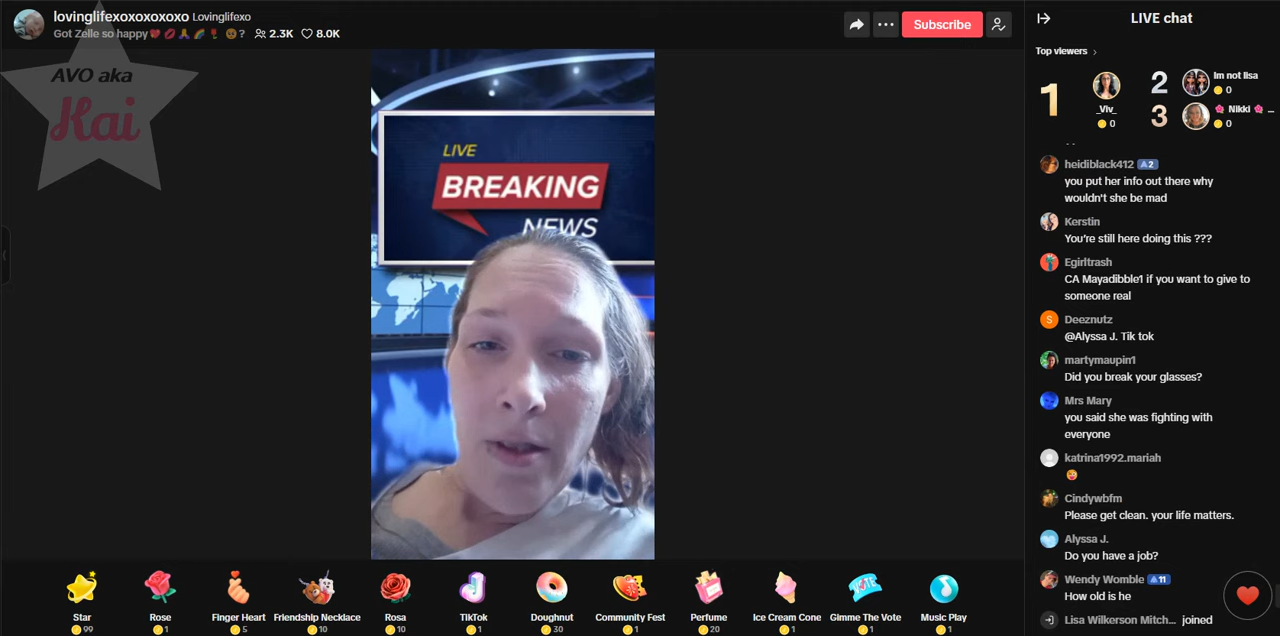 lovinglifexoxoxoxoxo Lovinglifexo
Got Zelle so happy ?
2.3K 8.0K
Subscribe
AVO aka
Kai
LIVE
BREAKING
NEWS
LIVE chat
Top viewers
1
_Viv_
0
2
Im not lisa
0
3
Nikki
0
heidiblack412 2
you put her info out there why
wouldn't she be mad
Kerstin
You're still here doing this ???
Egirltrash
CA Mayadibble1 if you want to give to
someone real
S
Deeznutz
@Alyssa J. Tik tok
martymaupin1
Did you break your glasses?
Mrs Mary
you said she was fighting with
everyone
katrina1992.mariah
Cindywbfm
Please get clean. your life matters.
Alyssa J.
Do you have a job?
Wendy Womble 11
How old is he
Lisa Wilkerson Mitch... joined
Star
99
Rose
1
Finger Heart
5
Friendship Necklace
10
Rosa
10
TikTok
1
Doughnut
30
Community Fest
1
Perfume
20
Ice Cream Cone
1
VOTE
Gimme The Vote
1
Music Play
1